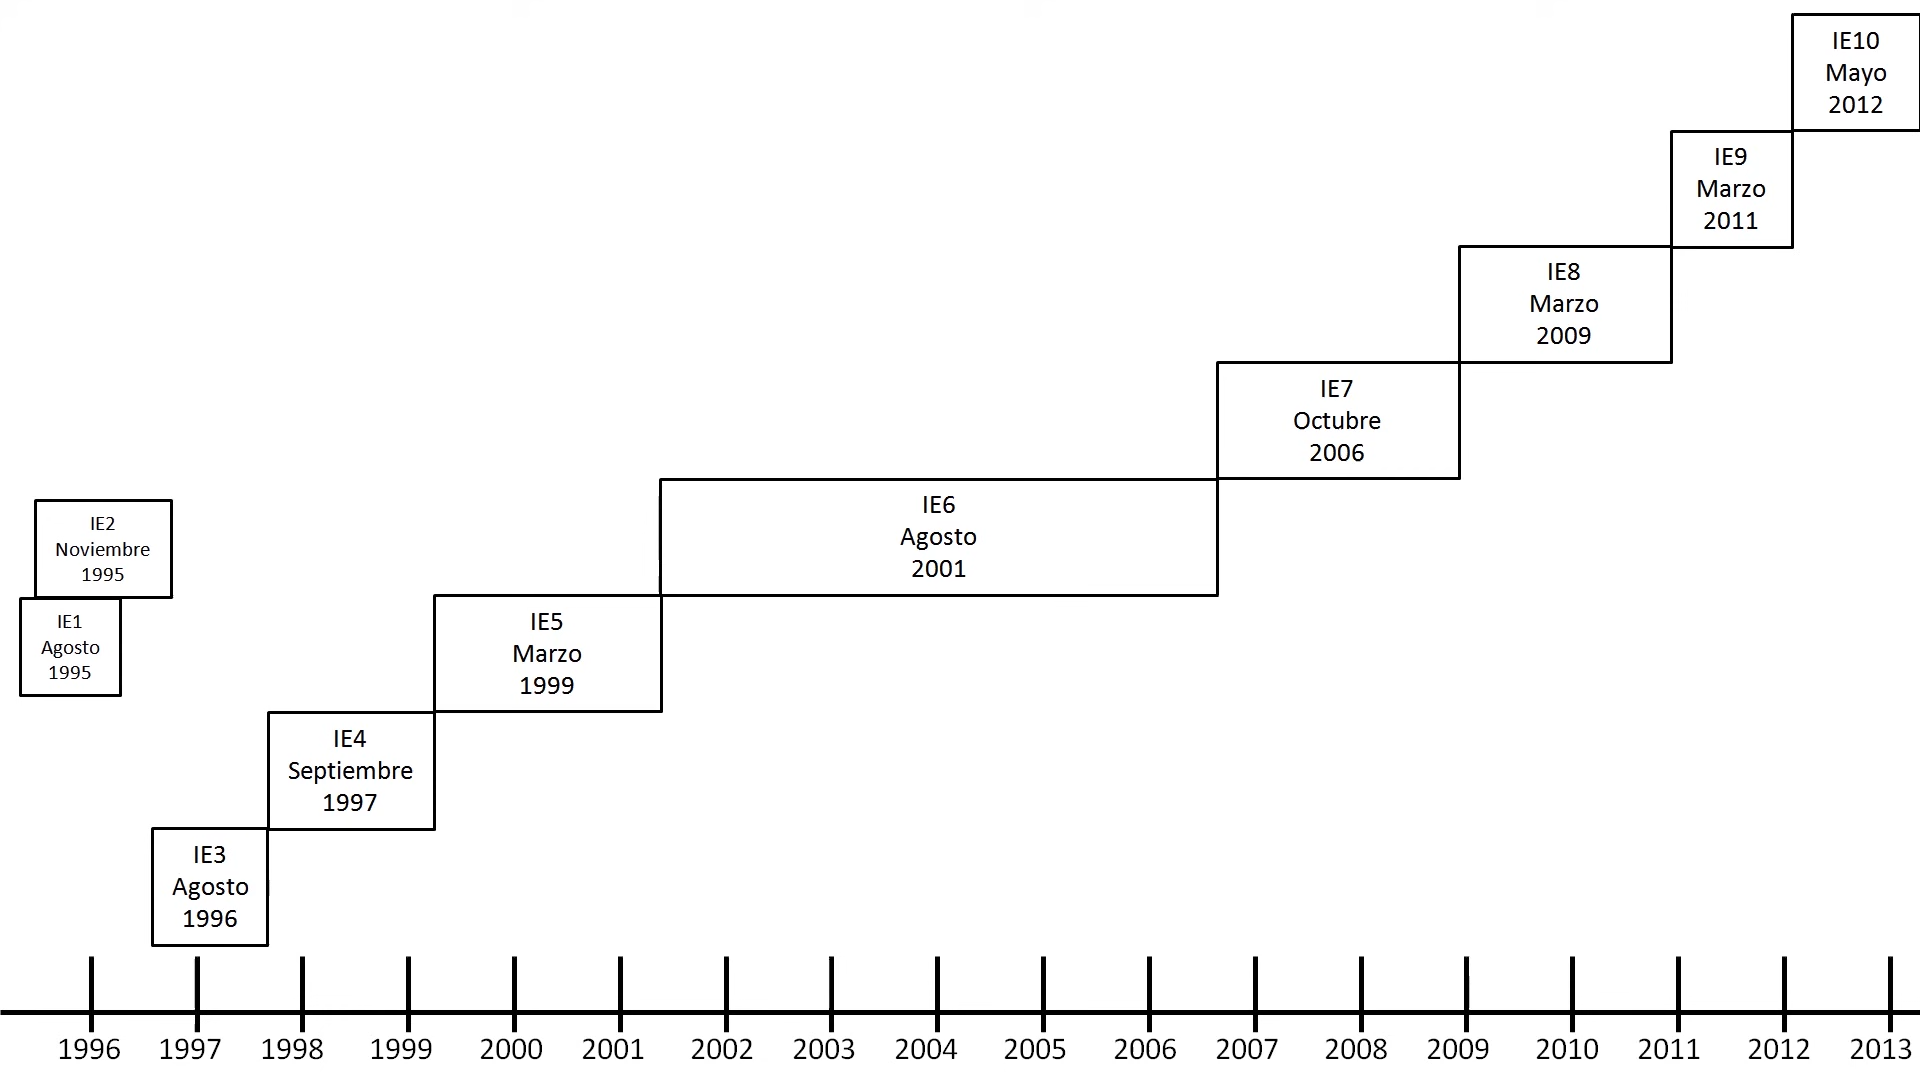 IE10
Mayo
2012
IE9
Marzo
2011
IE8
Marzo
2009
IE7
Octubre
2006
IE6
Agosto
2001
IE2
Noviembre
1995
IE1
Agosto
1995
IE5
Marzo
1999
IE4
Septiembre
1997
IE3
Agosto
1996
1996 1997 1998 1999 2000 2001 2002 2003 2004 2005 2006 2007 2008 2009 2010 2011 2012 2013